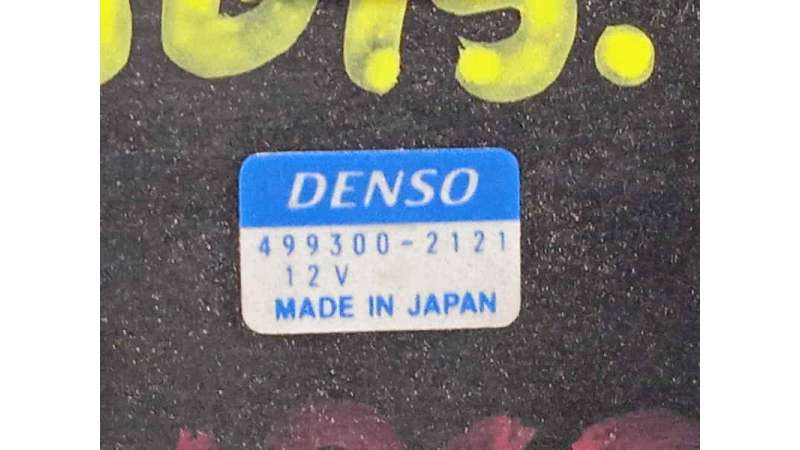 DENSO
499300-2121
12V
MADE IN JAPAN